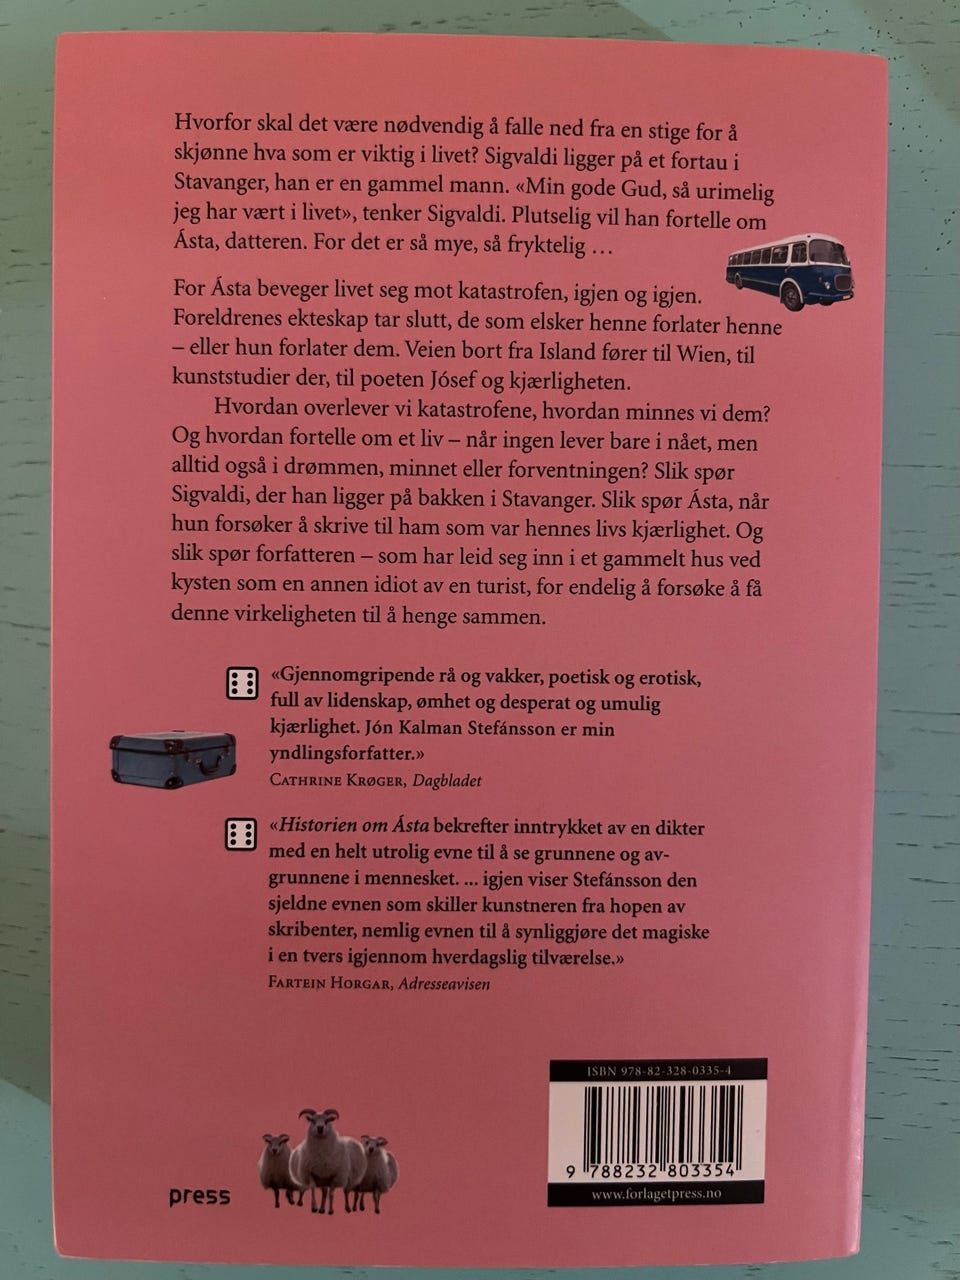 Hvorfor skal det være nødvendig å falle ned fra en stige for å
skjønne hva som er viktig i livet? Sigvaldi ligger på et fortau i
Stavanger, han er en gammel mann. «Min gode Gud, så urimelig
jeg har vært i livet», tenker Sigvaldi. Plutselig vil han fortelle om
Ásta, datteren. For det er så mye, så fryktelig …
For Ásta beveger livet seg mot katastrofen, igjen og igjen.
Foreldrenes ekteskap tar slutt, de som elsker henne forlater henne
– eller hun forlater dem. Veien bort fra Island fører til Wien, til
kunststudier der, til poeten Jósef og kjærligheten.
Hvordan overlever vi katastrofene, hvordan minnes vi dem?
Og hvordan fortelle om et liv – når ingen lever bare i nået, men
alltid også i drømmen, minnet eller forventningen? Slik spør
Sigvaldi, der han ligger på bakken i Stavanger. Slik spør Ásta, når
hun forsøker å skrive til ham som var hennes livs kjærlighet. Og
slik spør forfatteren – som har leid seg inn i et gammelt hus ved
kysten som en annen idiot av en turist, for endelig å forsøke å få
denne virkeligheten til å henge sammen.
«Gjennomgripende rå og vakker, poetisk og erotisk,
full av lidenskap, ømhet og desperat og umulig
kjærlighet. Jón Kalman Stefánsson er min
yndlingsforfatter.»
CATHRINE KRØGER, Dagbladet
«Historien om Ásta bekrefter inntrykket av en dikter
med en helt utrolig evne til å se grunnene og av-
grunnene i mennesket. ... igjen viser Stefánsson den
sjeldne evnen som skiller kunstneren fra hopen av
skribenter, nemlig evnen til å synliggjøre det magiske
i en tvers igjennom hverdagslig tilværelse.»
FARTEIN HORGAR, Adresseavisen
ISBN 978-82-328-0335-4
9 788232 803354
www.forlagetpress.no
press